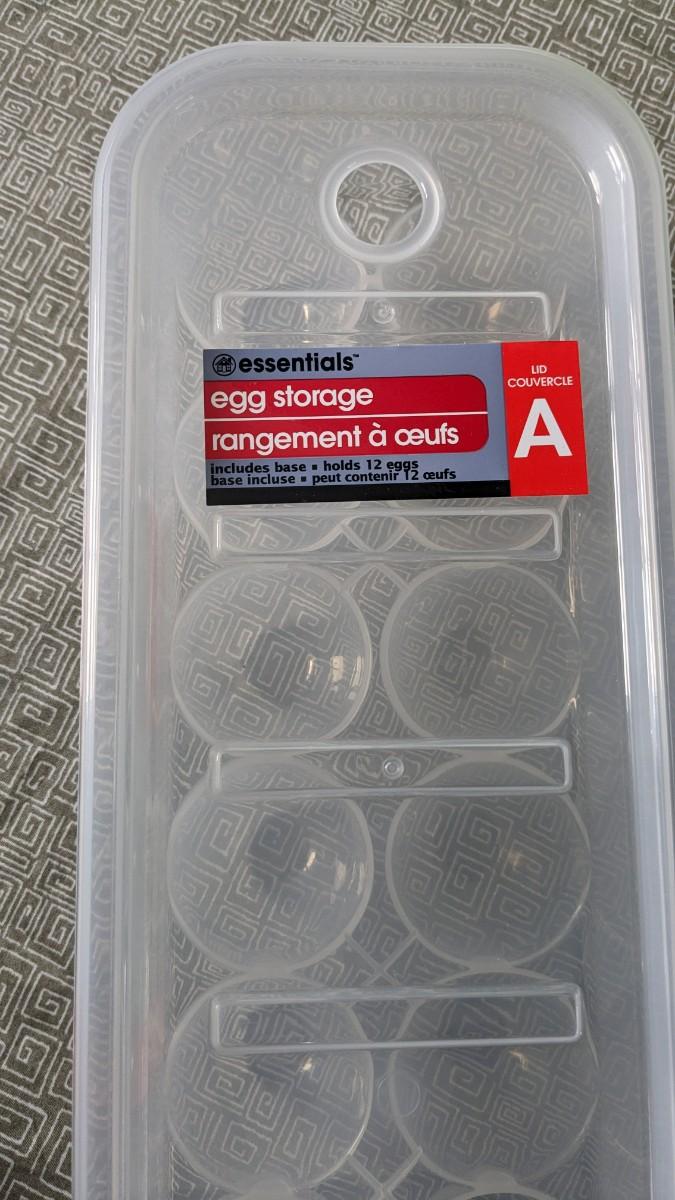 essentials™
egg storage
rangement à œufs
includes base ▪ holds 12 eggs
base incluse ▪ peut contenir 12 œufs
LID
COUVERCLE
A